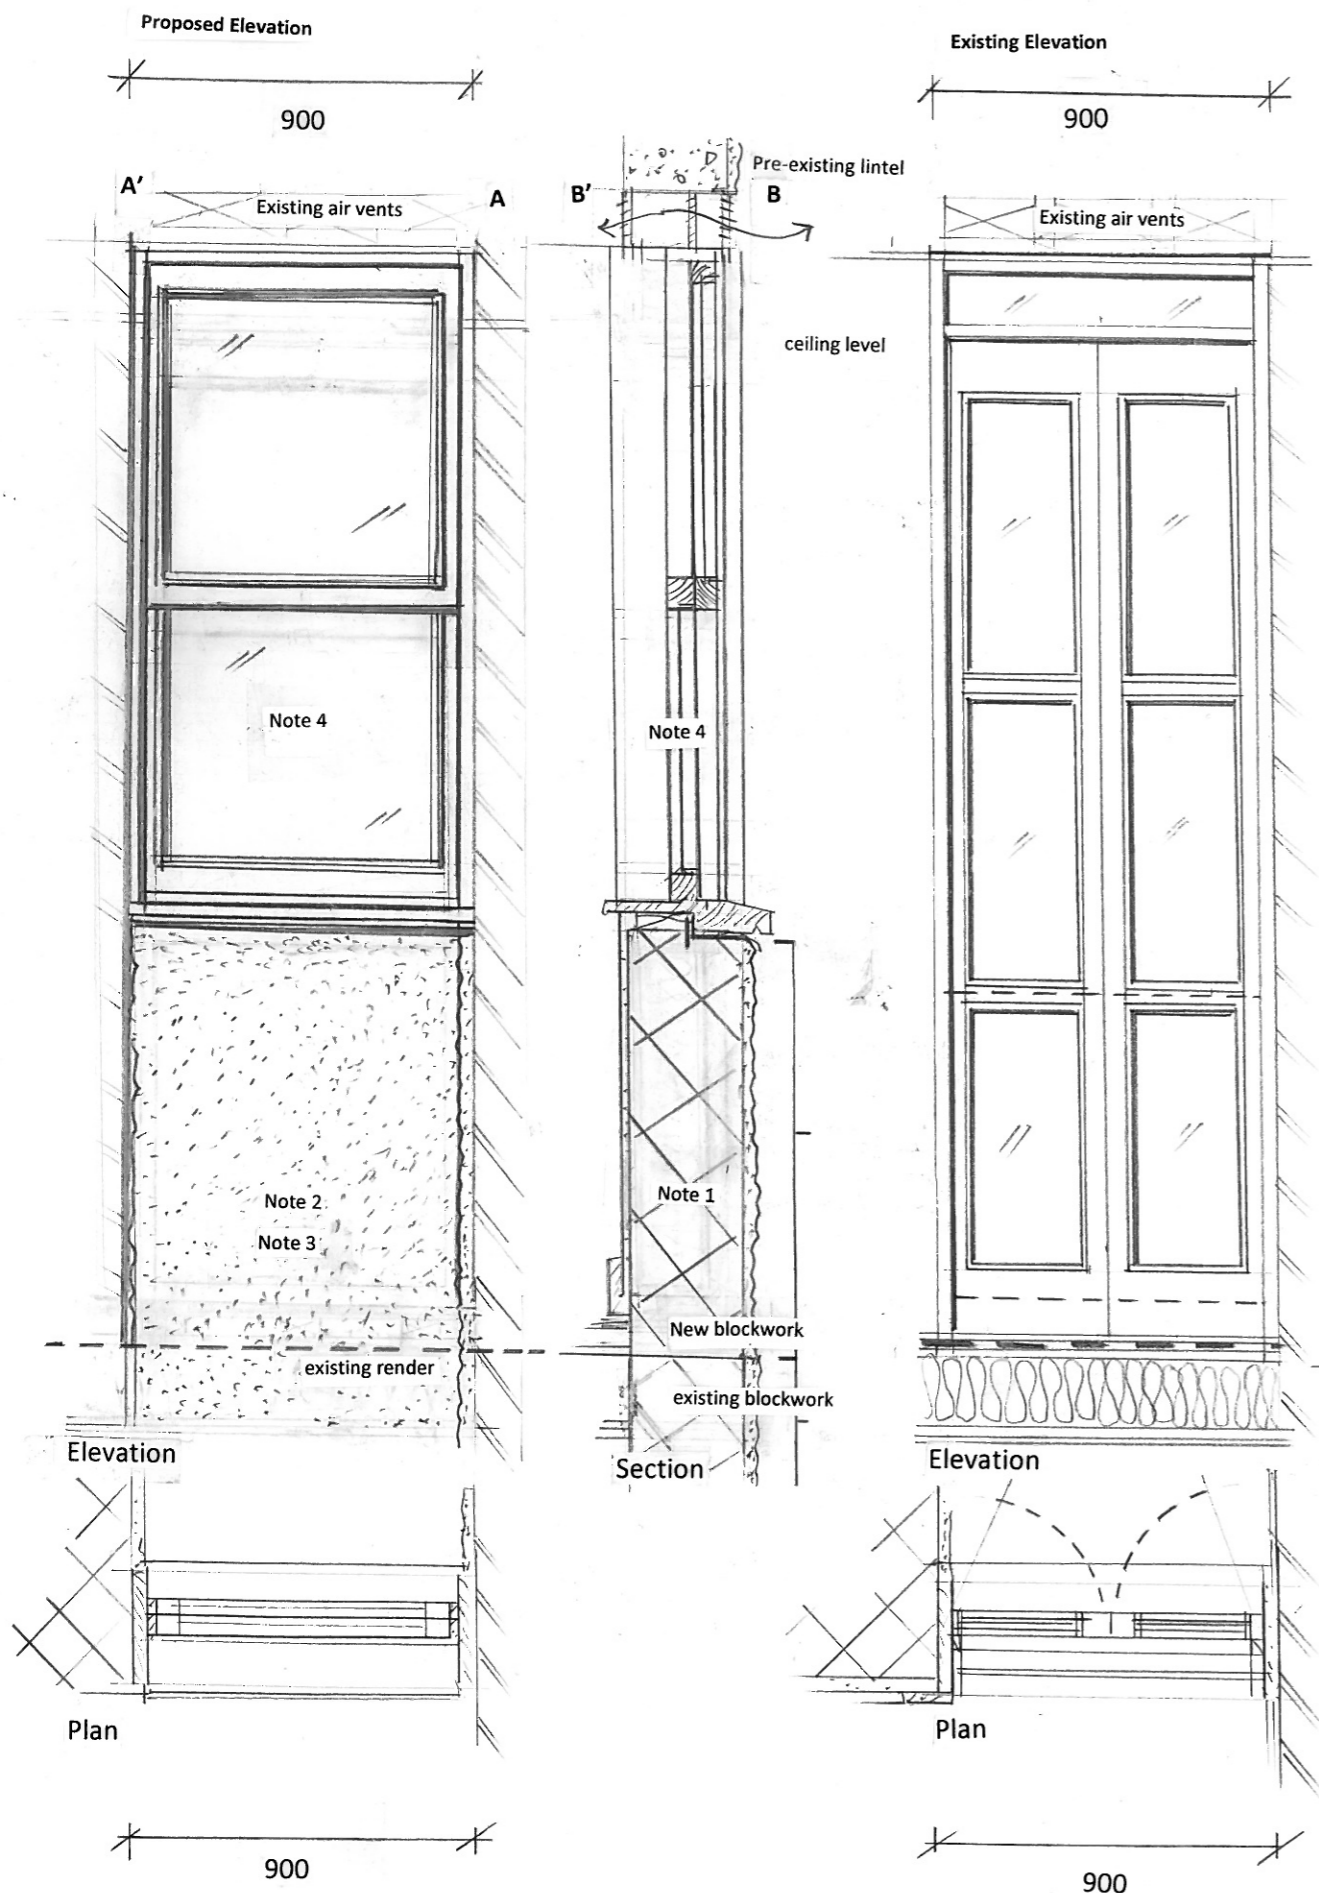 Proposed Elevation
Existing Elevation
900
900
Pre-existing lintel
A'
A
B'
B
Existing air vents
Existing air vents
ceiling level
Note 4
Note 4
Note 2
Note 1
Note 3
New blockwork
existing render
existing blockwork
Elevation
Section
Elevation
Plan
Plan
900
900